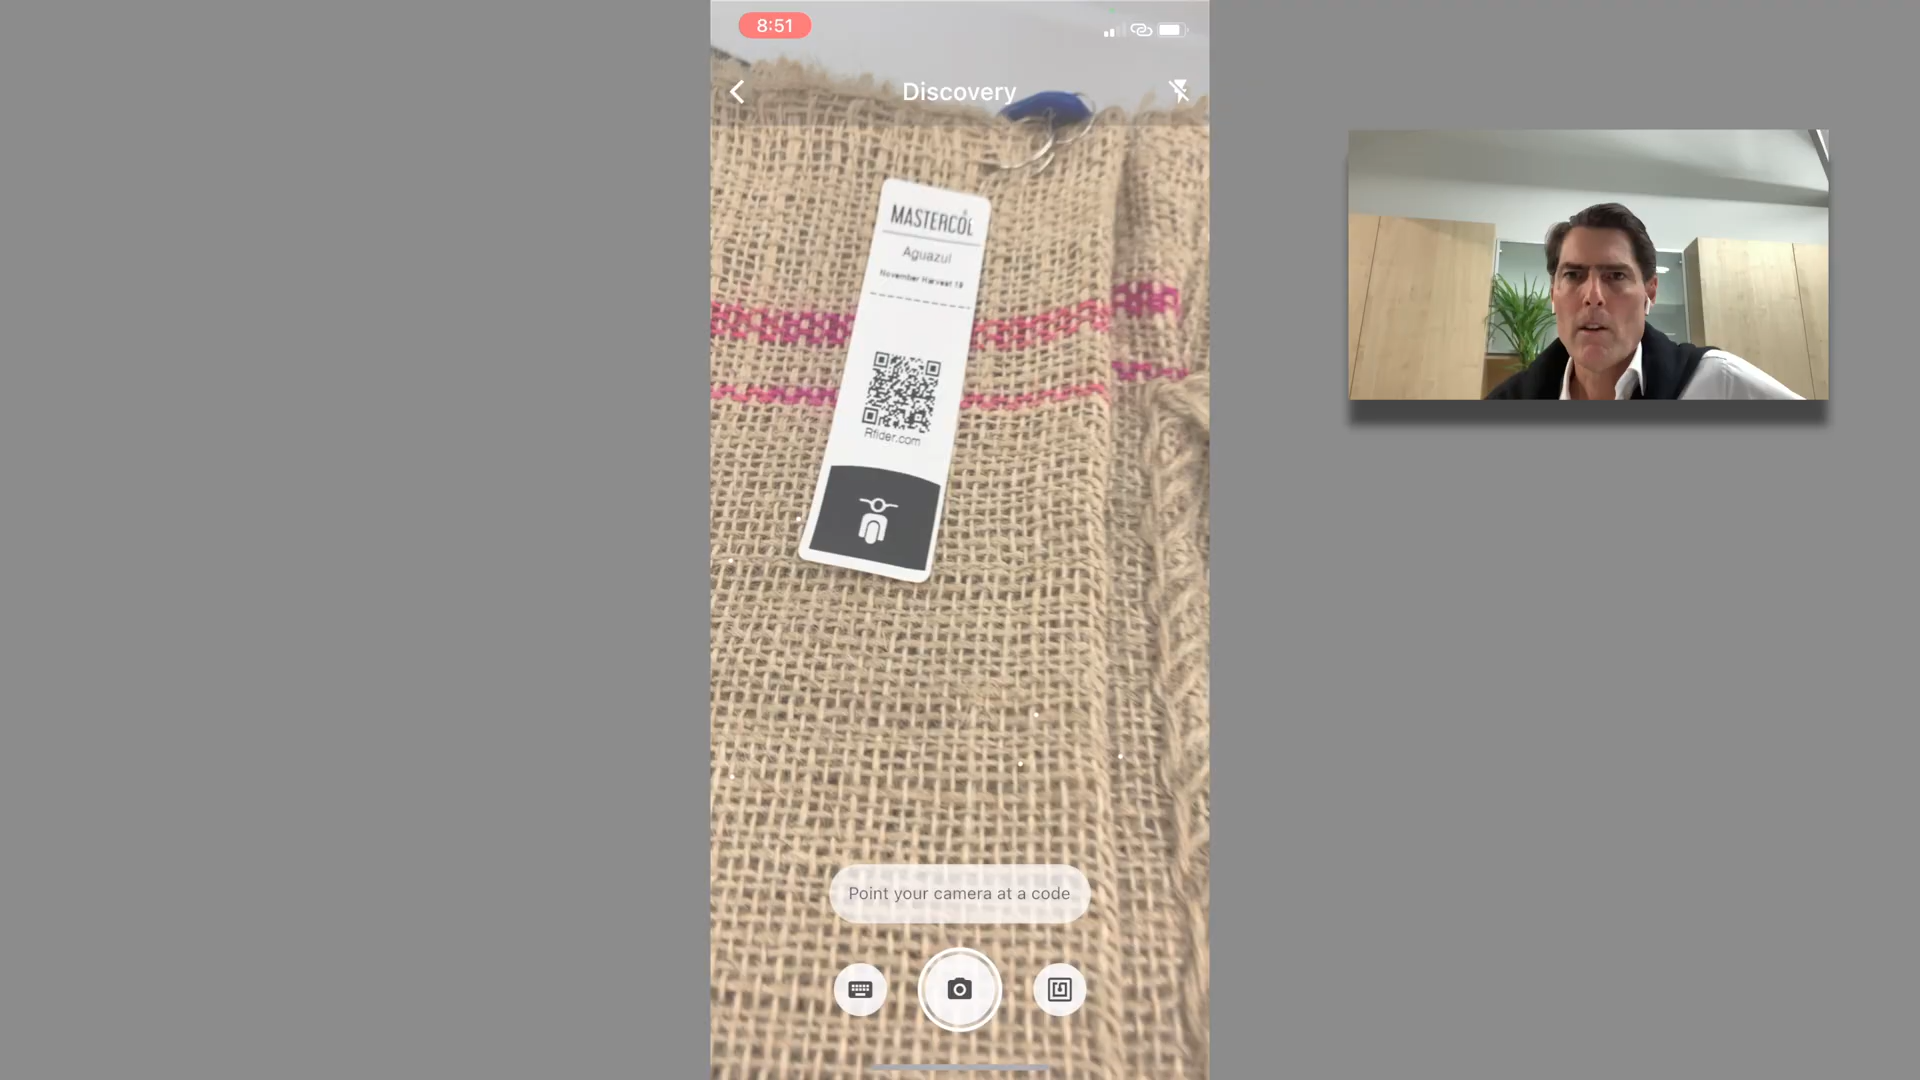 8:51
Discovery
MASTERCOL
Aguazul
November Harvest 19
Rfider.com
Point your camera at a code